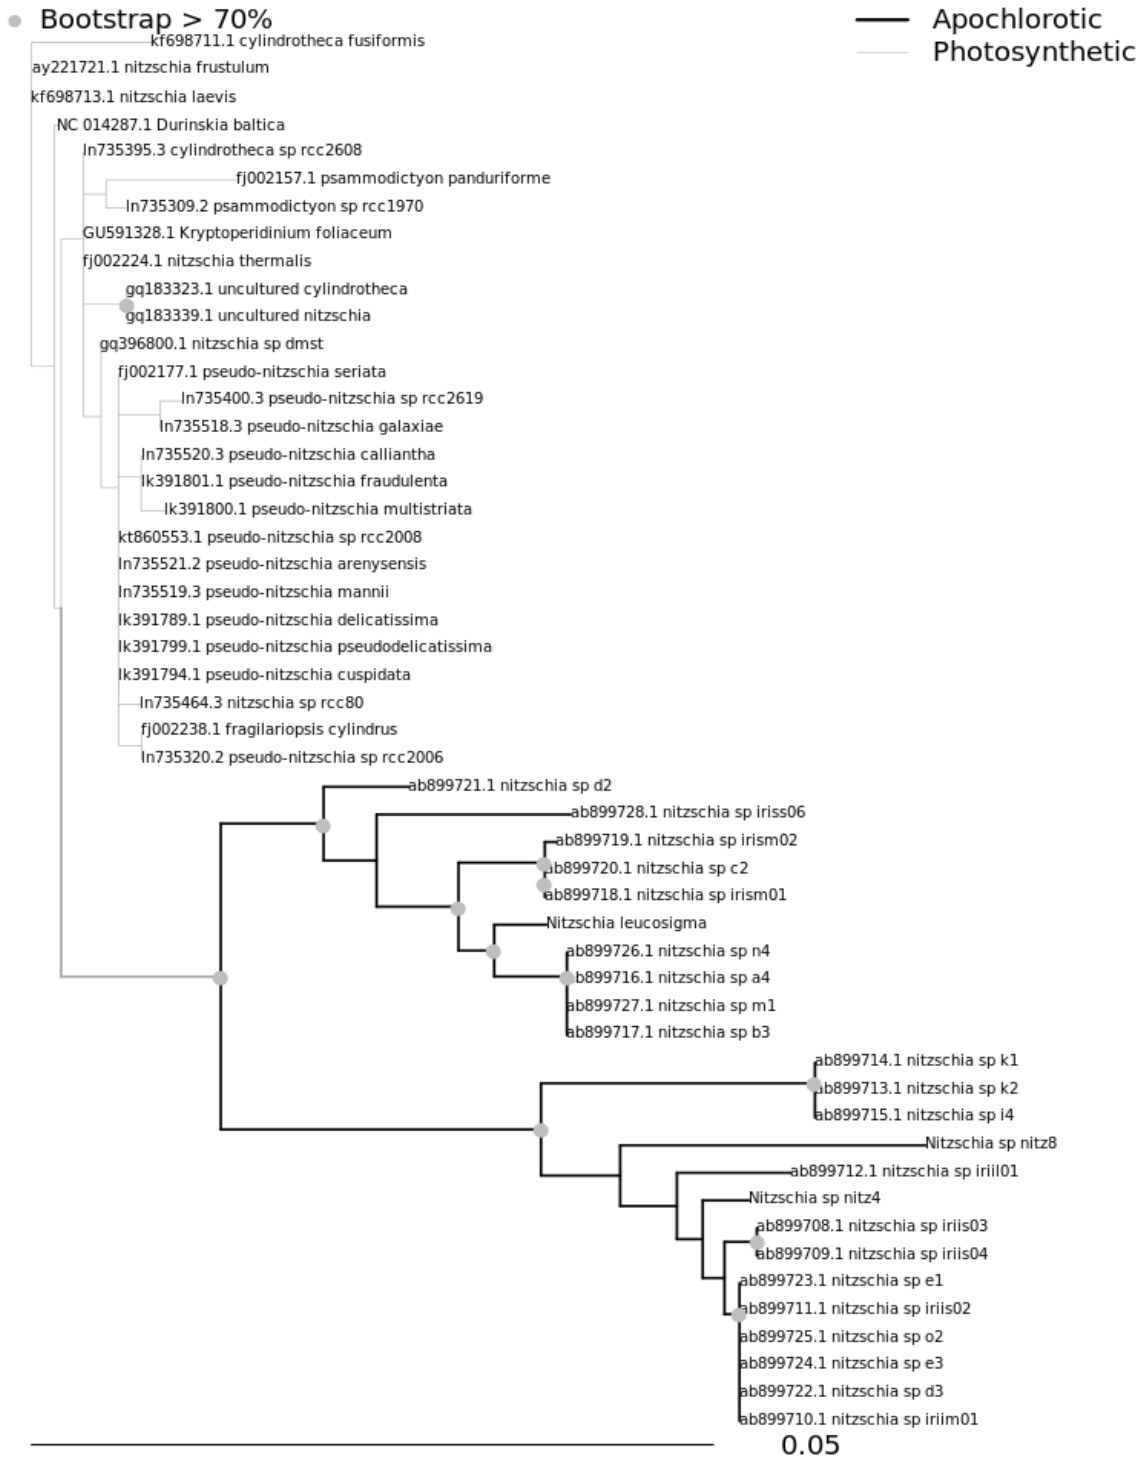 Bootstrap > 70%
Apochlorotic
Photosynthetic
kf698711.1 cylindrotheca fusiformis
ay221721.1 nitzschia frustulum
kf698713.1 nitzschia laevis
NC 014287.1 Durinskia baltica
ln735395.3 cylindrotheca sp rcc2608
fj002157.1 psammodictyon panduriforme
ln735309.2 psammodictyon sp rcc1970
GU591328.1 Kryptoperidinium foliaceum
fj002224.1 nitzschia thermalis
gq183323.1 uncultured cylindrotheca
gq183339.1 uncultured nitzschia
gq396800.1 nitzschia sp dmst
fj002177.1 pseudo-nitzschia seriata
ln735400.3 pseudo-nitzschia sp rcc2619
ln735518.3 pseudo-nitzschia galaxiae
ln735520.3 pseudo-nitzschia calliantha
lk391801.1 pseudo-nitzschia fraudulenta
lk391800.1 pseudo-nitzschia multistriata
kt860553.1 pseudo-nitzschia sp rcc2008
ln735521.2 pseudo-nitzschia arenysensis
ln735519.3 pseudo-nitzschia mannii
lk391789.1 pseudo-nitzschia delicatissima
lk391799.1 pseudo-nitzschia pseudodelicatissima
lk391794.1 pseudo-nitzschia cuspidata
ln735464.3 nitzschia sp rcc80
fj002238.1 fragilariopsis cylindrus
ln735320.2 pseudo-nitzschia sp rcc2006
ab899721.1 nitzschia sp d2
ab899728.1 nitzschia sp iriss06
ab899719.1 nitzschia sp irism02
ab899720.1 nitzschia sp c2
ab899718.1 nitzschia sp irism01
Nitzschia leucosigma
ab899726.1 nitzschia sp n4
ab899716.1 nitzschia sp a4
ab899727.1 nitzschia sp m1
ab899717.1 nitzschia sp b3
ab899714.1 nitzschia sp k1
ab899713.1 nitzschia sp k2
ab899715.1 nitzschia sp i4
Nitzschia sp nitz8
ab899712.1 nitzschia sp iriil01
Nitzschia sp nitz4
ab899708.1 nitzschia sp iriis03
ab899709.1 nitzschia sp iriis04
ab899723.1 nitzschia sp e1
ab899711.1 nitzschia sp iriis02
ab899725.1 nitzschia sp o2
ab899724.1 nitzschia sp e3
ab899722.1 nitzschia sp d3
ab899710.1 nitzschia sp iriim01
0.05